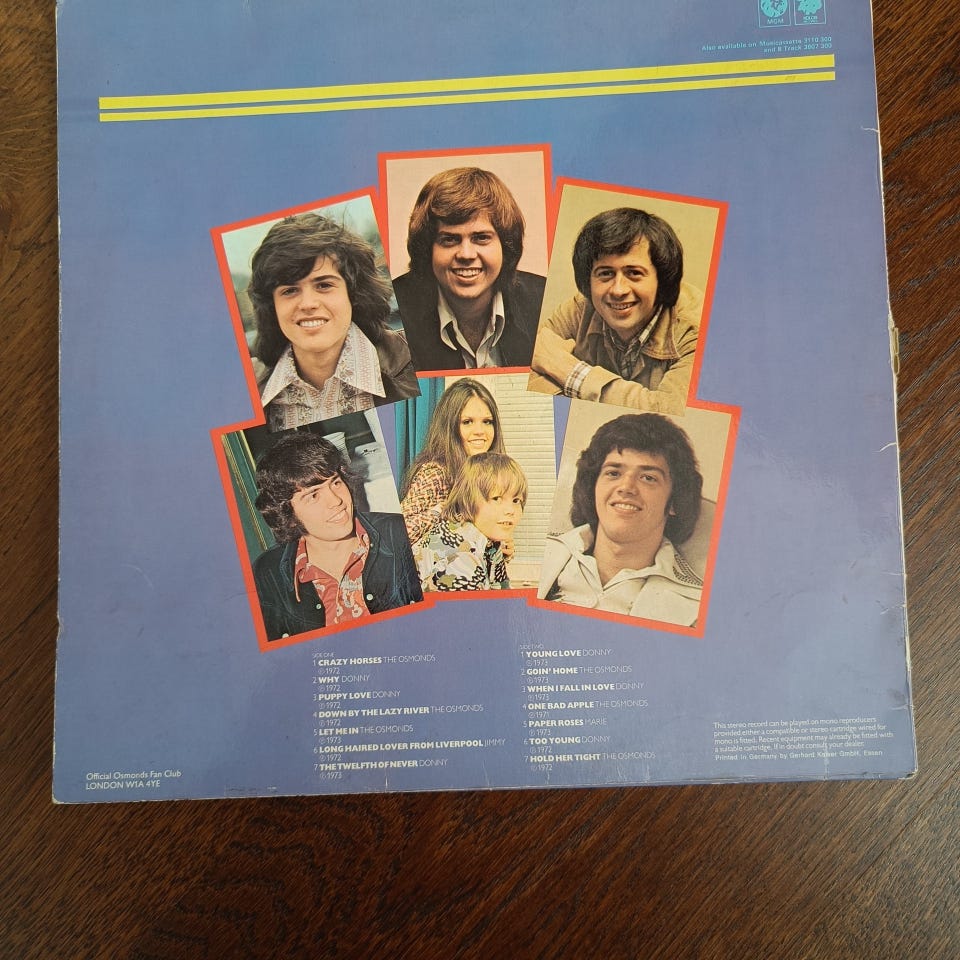 MGM
KOLOB
Also available on Musicassette 3110 300
and 8 Track 3807 300
SIDE ONE
1 CRAZY HORSES THE OSMONDS
℗ 1972
2 WHY DONNY
℗ 1972
3 PUPPY LOVE DONNY
℗ 1972
4 DOWN BY THE LAZY RIVER THE OSMONDS
℗ 1972
5 LET ME IN THE OSMONDS
℗ 1973
6 LONG HAIRED LOVER FROM LIVERPOOL JIMMY
℗ 1972
7 THE TWELFTH OF NEVER DONNY
℗ 1973
SIDE TWO
1 YOUNG LOVE DONNY
℗ 1973
2 GOIN' HOME THE OSMONDS
℗ 1973
3 WHEN I FALL IN LOVE DONNY
℗ 1973
4 ONE BAD APPLE THE OSMONDS
℗ 1971
5 PAPER ROSES MARIE
℗ 1973
6 TOO YOUNG DONNY
℗ 1972
7 HOLD HER TIGHT THE OSMONDS
℗ 1972
This stereo record can be played on mono reproducers
provided either a compatible or stereo cartridge wired for
mono is fitted. Recent equipment may already be fitted with
a suitable cartridge. If in doubt consult your dealer.
Printed in Germany by Gerhard Kaiser GmbH, Essen
Official Osmonds Fan Club
LONDON W1A 4YE